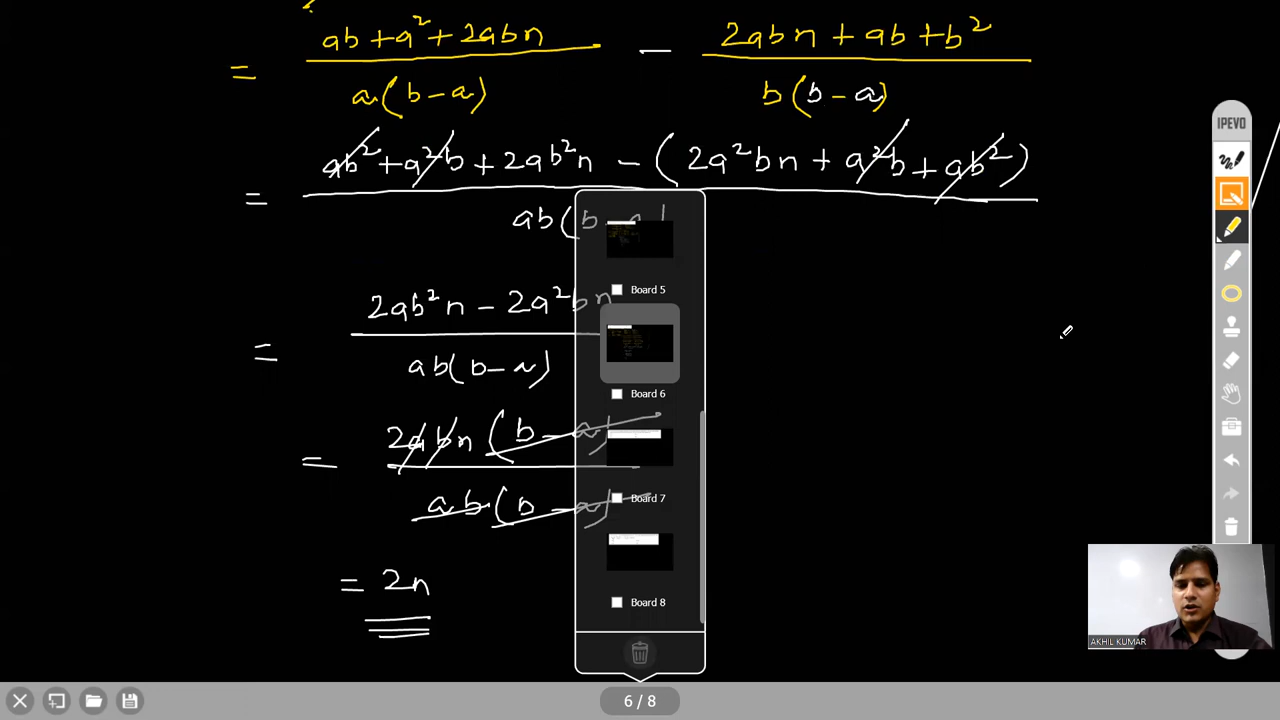 = ab + a² + 2abn / a(b - a) − 2abn + ab + b² / b(b - a)
= ab² + a²b + 2ab²n − (2a²bn + a²b + ab²) / ab(b - a)
= 2ab²n − 2a²bn / ab(b - a)
= 2abn (b - a) / ab(b - a)
= 2n
Board 5
Board 6
Board 7
Board 8
IPEVO
AKHIL KUMAR
6 / 8